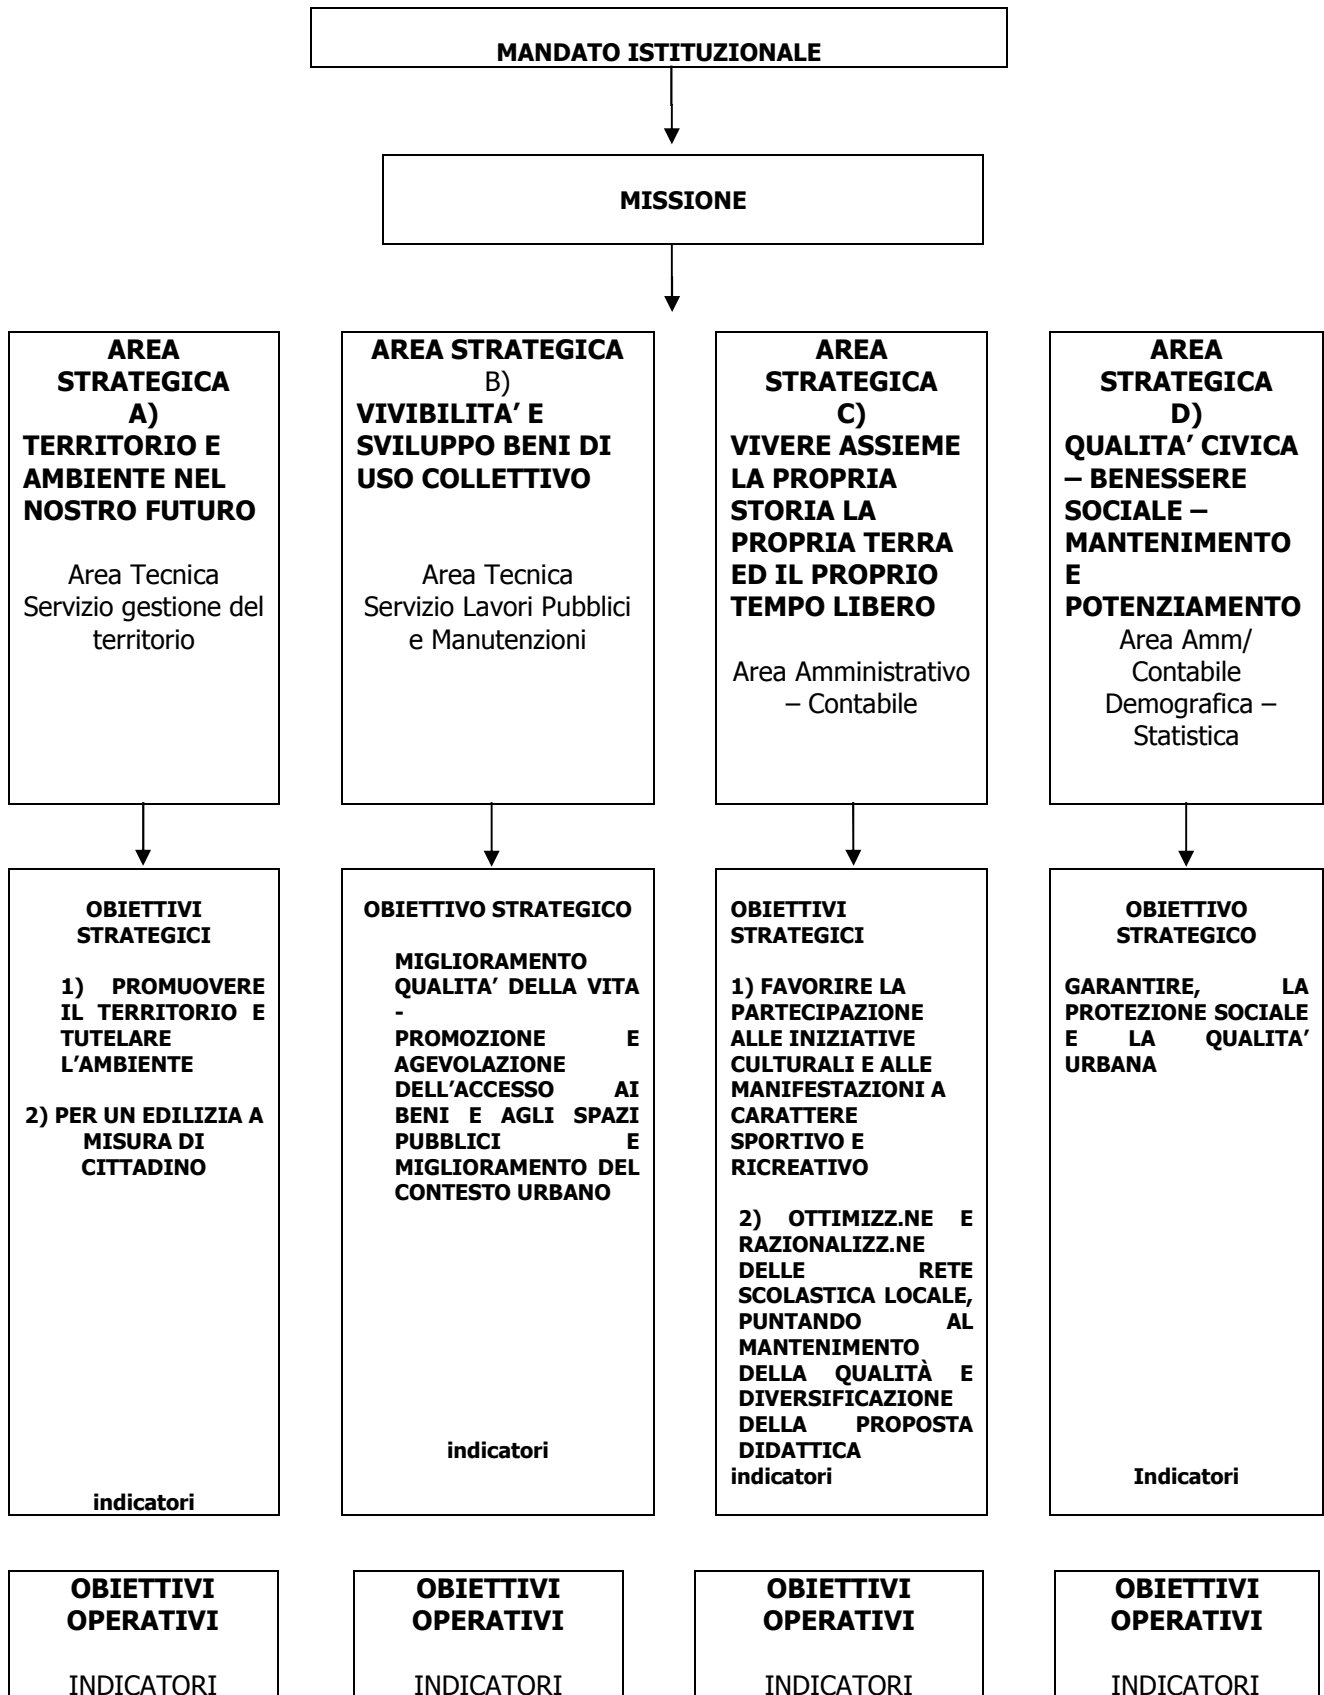 MANDATO ISTITUZIONALE
MISSIONE
AREA
STRATEGICA
A)
TERRITORIO E
AMBIENTE NEL
NOSTRO FUTURO
Area Tecnica
Servizio gestione del
territorio
AREA STRATEGICA
B)
VIVIBILITA’ E
SVILUPPO BENI DI
USO COLLETTIVO
Area Tecnica
Servizio Lavori Pubblici
e Manutenzioni
AREA
STRATEGICA
C)
VIVERE ASSIEME
LA PROPRIA
STORIA LA
PROPRIA TERRA
ED IL PROPRIO
TEMPO LIBERO
Area Amministrativo
– Contabile
AREA
STRATEGICA
D)
QUALITA’ CIVICA
– BENESSERE
SOCIALE –
MANTENIMENTO
E
POTENZIAMENTO
Area Amm/
Contabile
Demografica –
Statistica
OBIETTIVI
STRATEGICI
1) PROMUOVERE
IL TERRITORIO E
TUTELARE
L’AMBIENTE
2) PER UN EDILIZIA A
MISURA DI
CITTADINO
indicatori
OBIETTIVO STRATEGICO
MIGLIORAMENTO
QUALITA’ DELLA VITA
-
PROMOZIONE E
AGEVOLAZIONE
DELL’ACCESSO AI
BENI E AGLI SPAZI
PUBBLICI E
MIGLIORAMENTO DEL
CONTESTO URBANO
indicatori
OBIETTIVI
STRATEGICI
1) FAVORIRE LA
PARTECIPAZIONE
ALLE INIZIATIVE
CULTURALI E ALLE
MANIFESTAZIONI A
CARATTERE
SPORTIVO E
RICREATIVO
2) OTTIMIZZ.NE E
RAZIONALIZZ.NE
DELLE RETE
SCOLASTICA LOCALE,
PUNTANDO AL
MANTENIMENTO
DELLA QUALITÀ E
DIVERSIFICAZIONE
DELLA PROPOSTA
DIDATTICA
indicatori
OBIETTIVO
STRATEGICO
GARANTIRE, LA
PROTEZIONE SOCIALE
E LA QUALITA’
URBANA
Indicatori
OBIETTIVI
OPERATIVI
INDICATORI
OBIETTIVI
OPERATIVI
INDICATORI
OBIETTIVI
OPERATIVI
INDICATORI
OBIETTIVI
OPERATIVI
INDICATORI